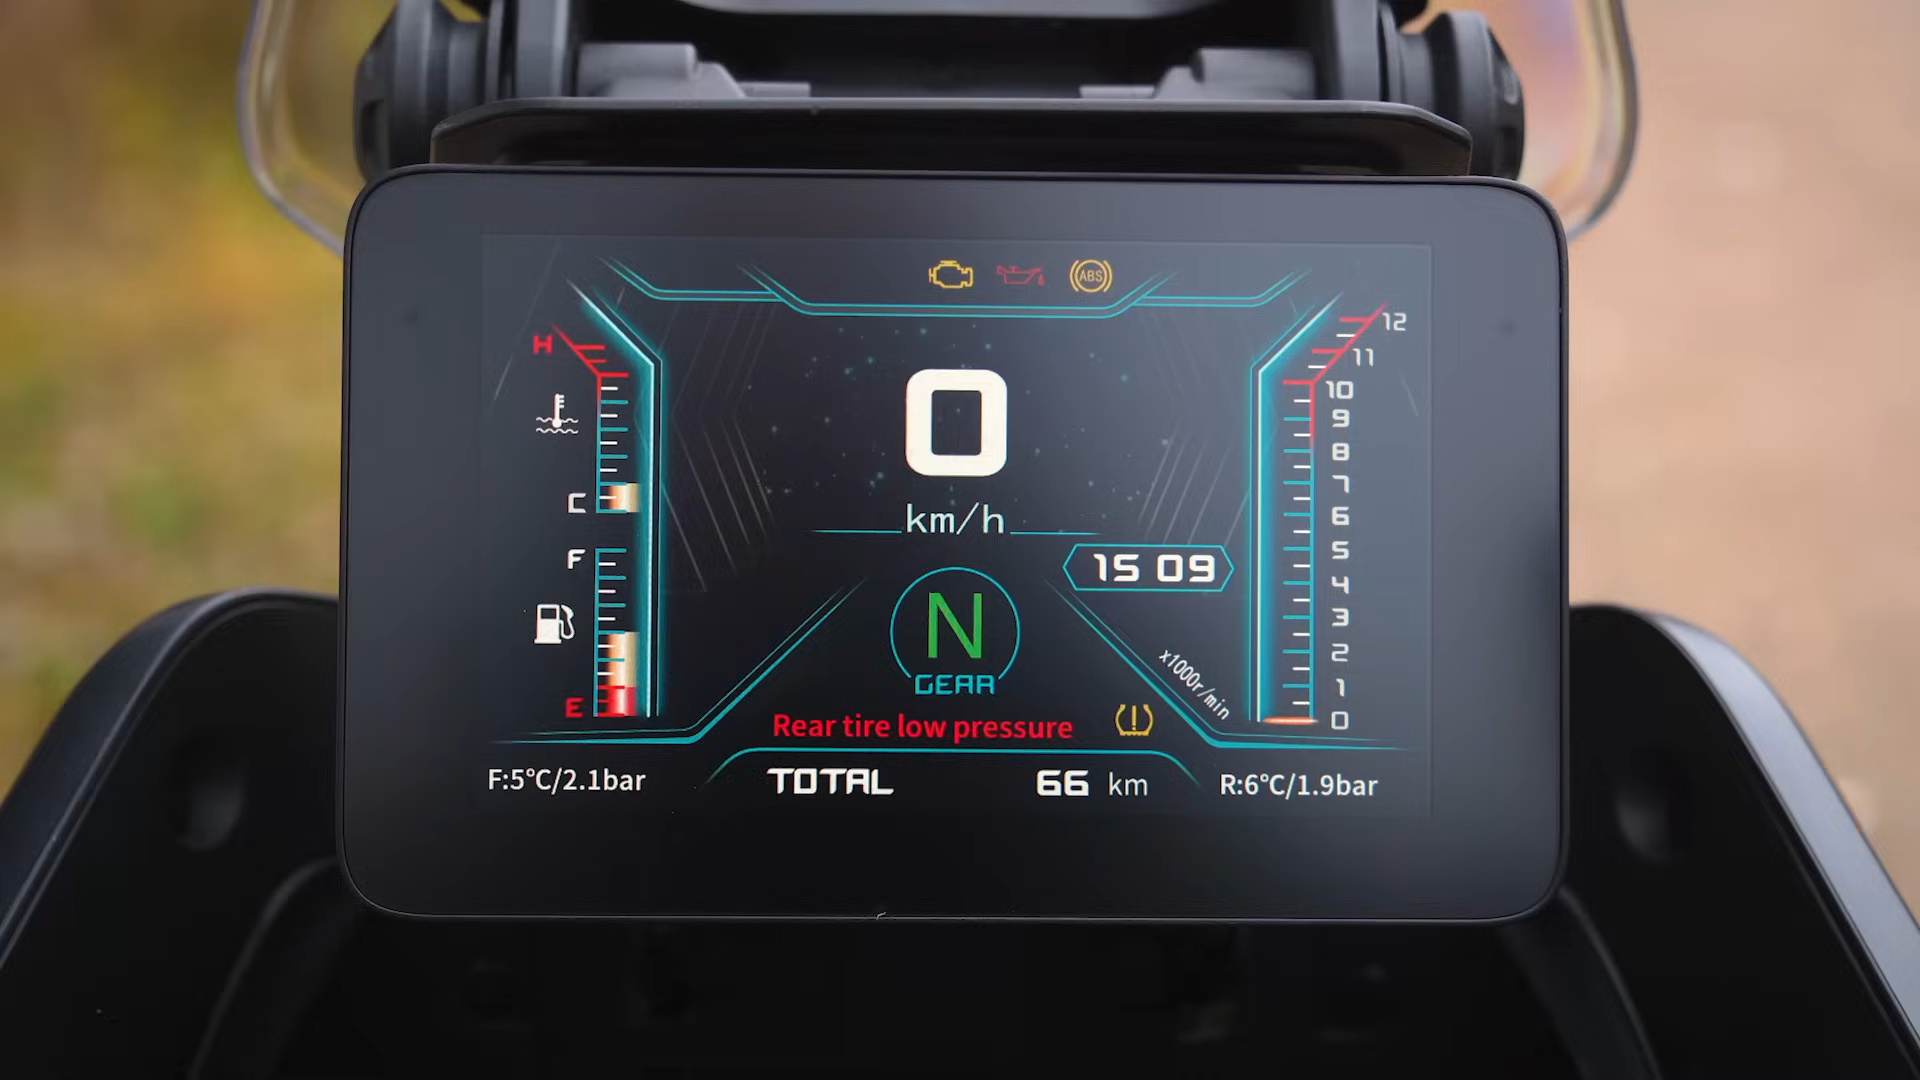 ABS
H
C
F
E
0
km/h
15 09
N
GEAR
12
11
10
9
8
7
6
5
4
3
2
1
0
x1000r/min
Rear tire low pressure
F:5℃/2.1bar
TOTAL 66 km
R:6℃/1.9bar